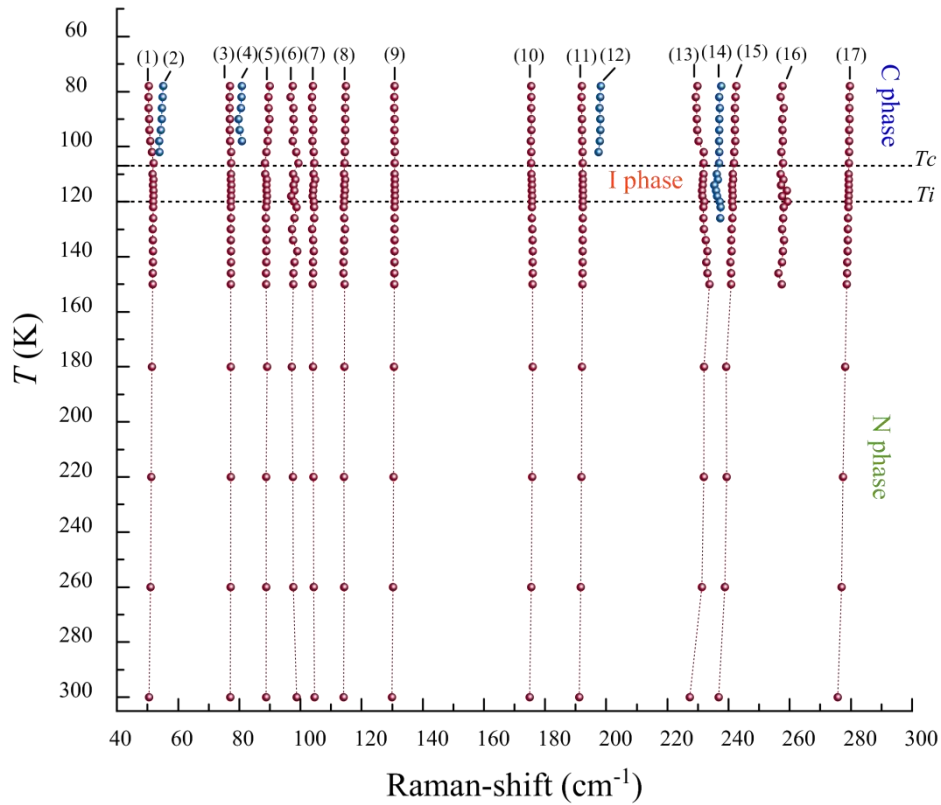 60
80
100
120
140
160
180
200
220
240
260
280
300
T (K)
(1) (2) (3) (4) (5) (6) (7) (8) (9) (10) (11) (12) (13) (14) (15) (16) (17)
C phase
Tc
I phase
Ti
N phase
40 60 80 100 120 140 160 180 200 220 240 260 280 300
Raman-shift (cm⁻¹)